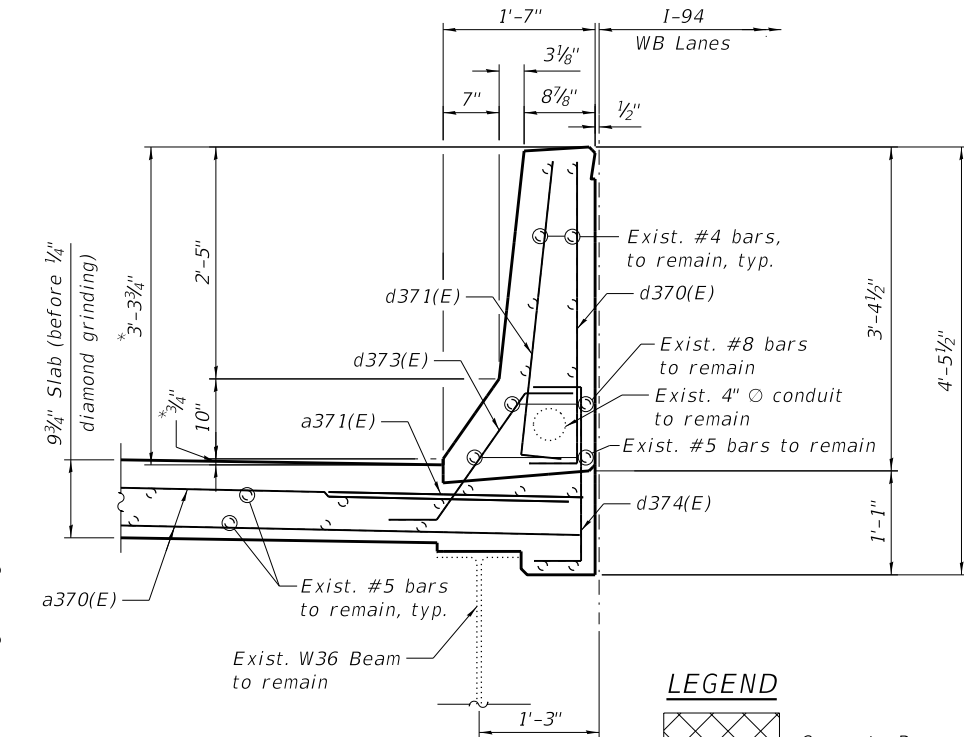 1'-7"
I-94
WB Lanes
3⅛"
7"
8⅞"
½"
9¾" Slab (before ¼"
diamond grinding)
*3'-3¾"
2'-5"
10"
*¾"
Exist. #4 bars,
to remain, typ.
d371(E)
d370(E)
d373(E)
Exist. #8 bars
to remain
Exist. 4" ∅ conduit
to remain
a371(E)
Exist. #5 bars to remain
3'-4½"
4'-5½"
1'-1"
d374(E)
a370(E)
Exist. #5 bars
to remain, typ.
Exist. W36 Beam
to remain
LEGEND
1'-3"